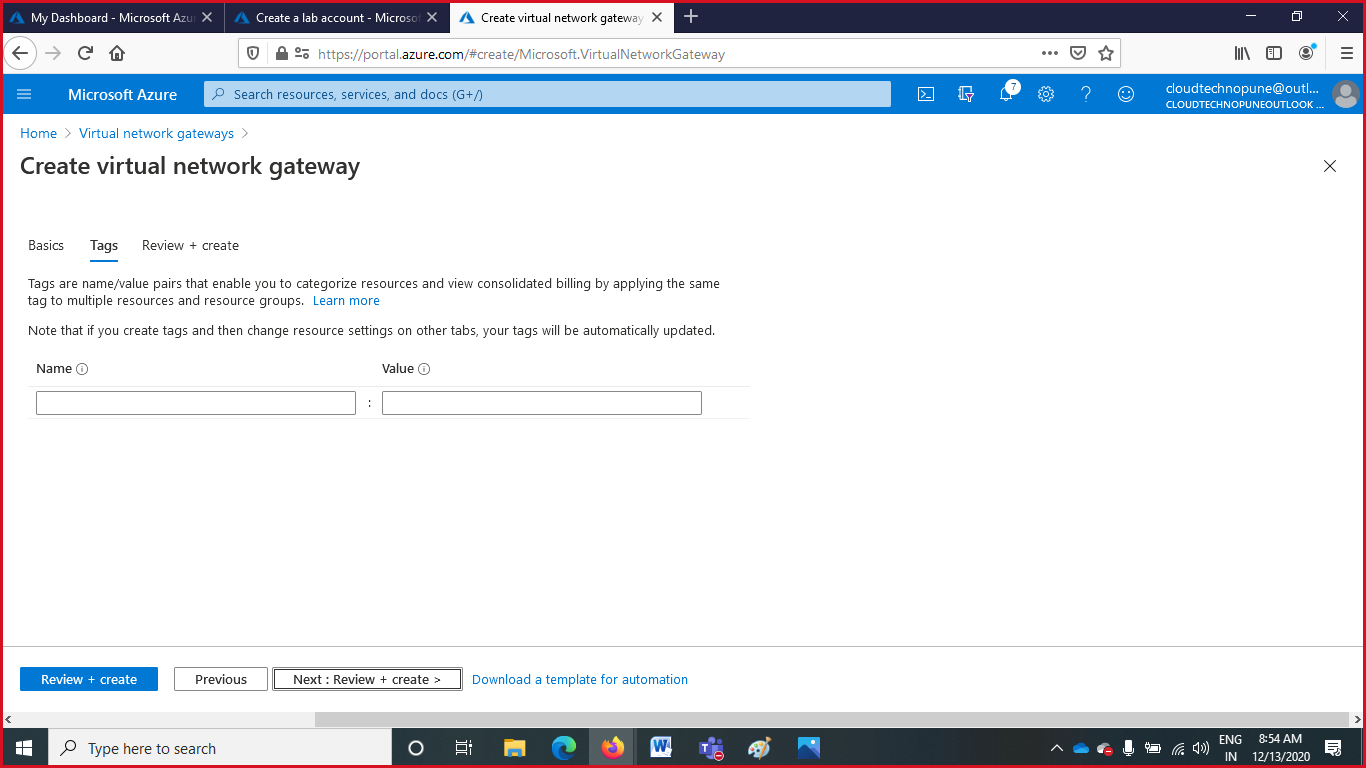 My Dashboard - Microsoft Azu
Create a lab account - Microsof
Create virtual network gateway
https://portal.azure.com/#create/Microsoft.VirtualNetworkGateway
Microsoft Azure
Search resources, services, and docs (G+/)
7
cloudtechnopune@outl...
CLOUDTECHNOPUNEOUTLOOK ...
Home > Virtual network gateways >
Create virtual network gateway
Basics Tags Review + create
Tags are name/value pairs that enable you to categorize resources and view consolidated billing by applying the same
tag to multiple resources and resource groups. Learn more
Note that if you create tags and then change resource settings on other tabs, your tags will be automatically updated.
Name Value
:
Review + create Previous Next : Review + create > Download a template for automation
Type here to search
ENG
IN
8:54 AM
12/13/2020